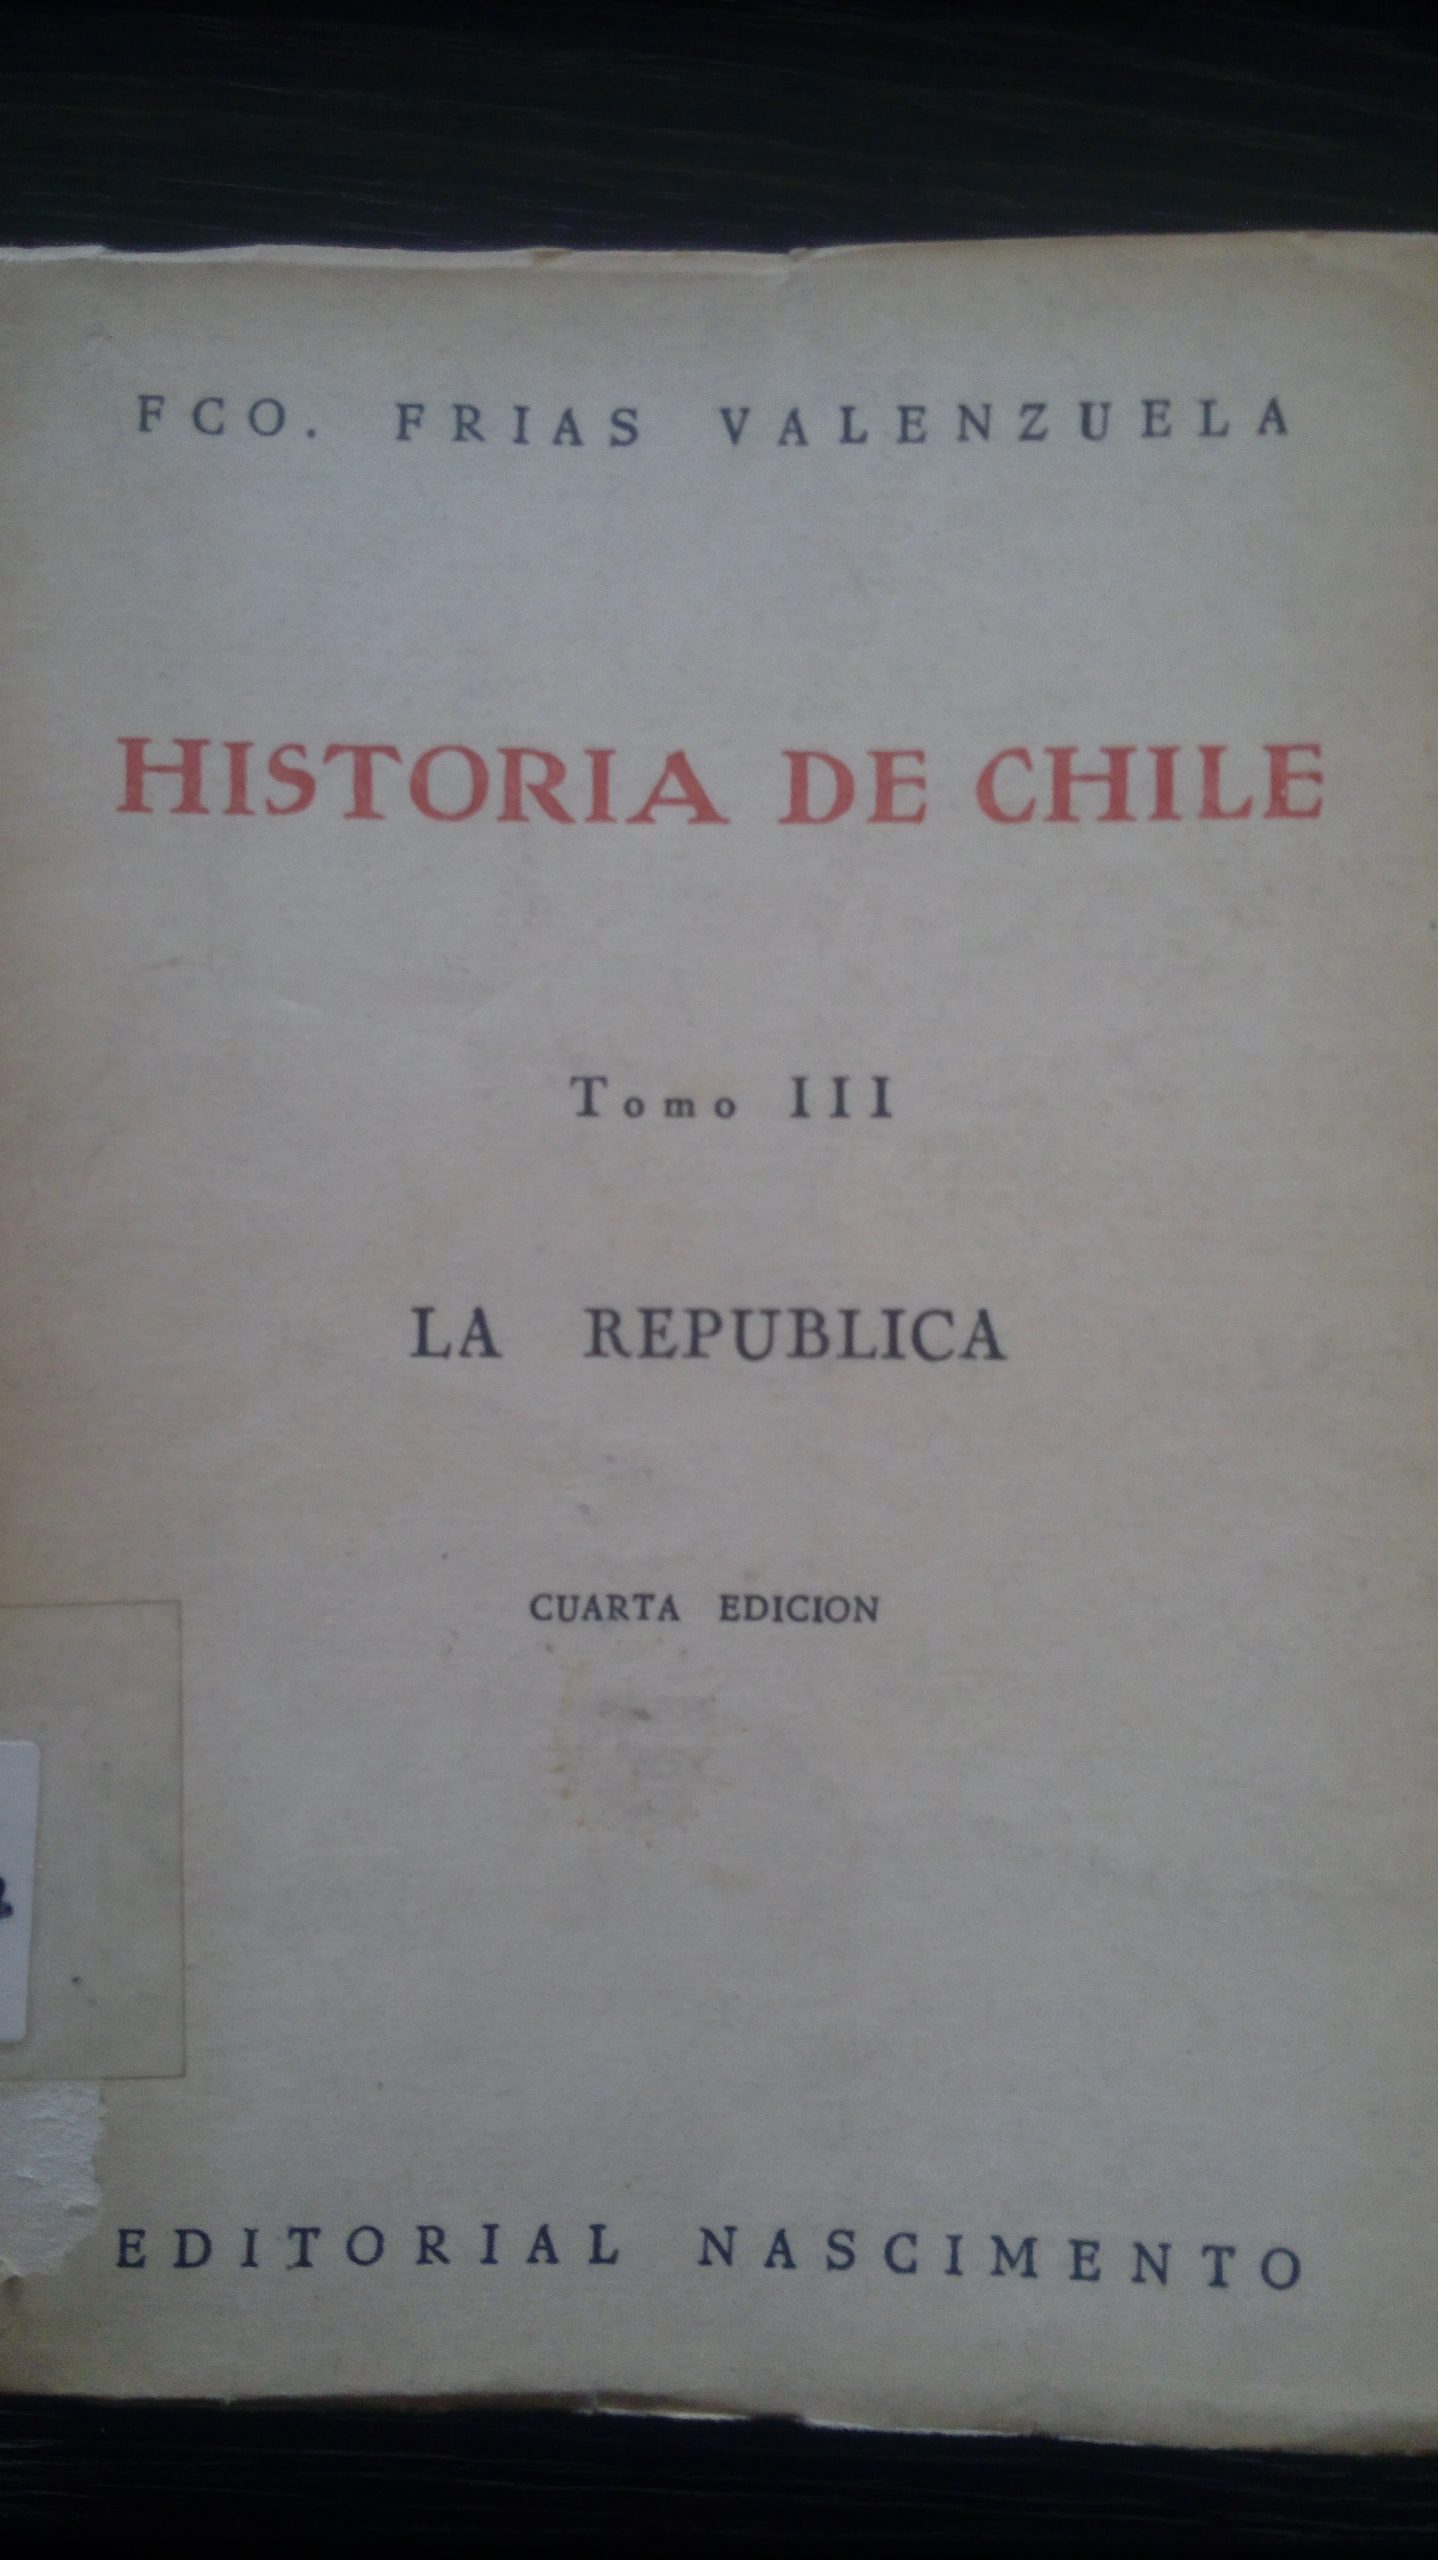 FCO. FRIAS VALENZUELA
HISTORIA DE CHILE
Tomo III
LA REPUBLICA
CUARTA EDICION
EDITORIAL NASCIMENTO